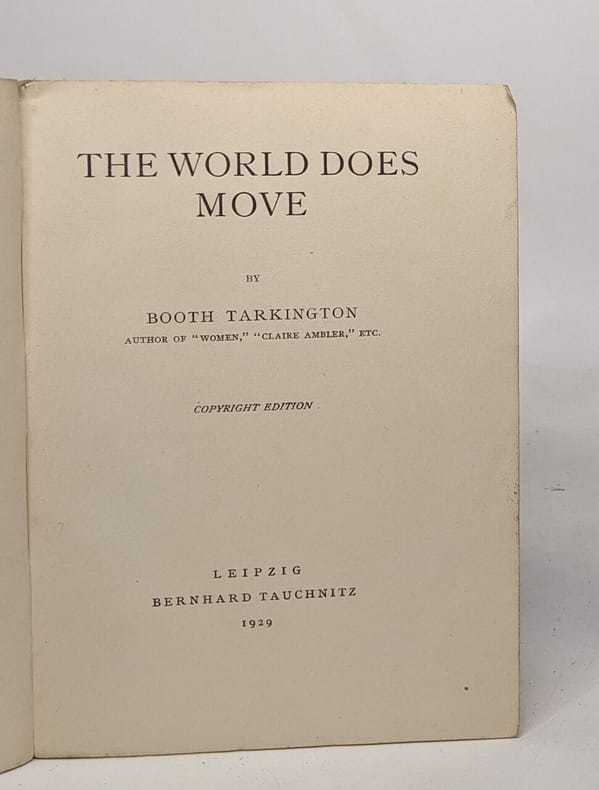 THE WORLD DOES
MOVE
BY
BOOTH TARKINGTON
AUTHOR OF "WOMEN," "CLAIRE AMBLER," ETC.
COPYRIGHT EDITION
LEIPZIG
BERNHARD TAUCHNITZ
1929